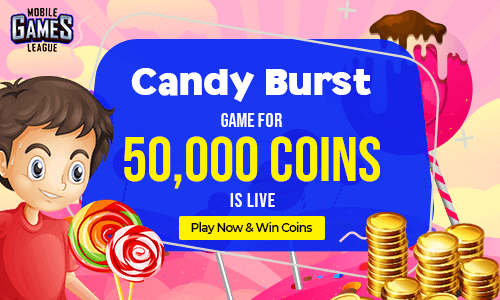 MOBILE
GAMES
LEAGUE
Candy Burst
GAME FOR
50,000 COINS
IS LIVE
Play Now & Win Coins